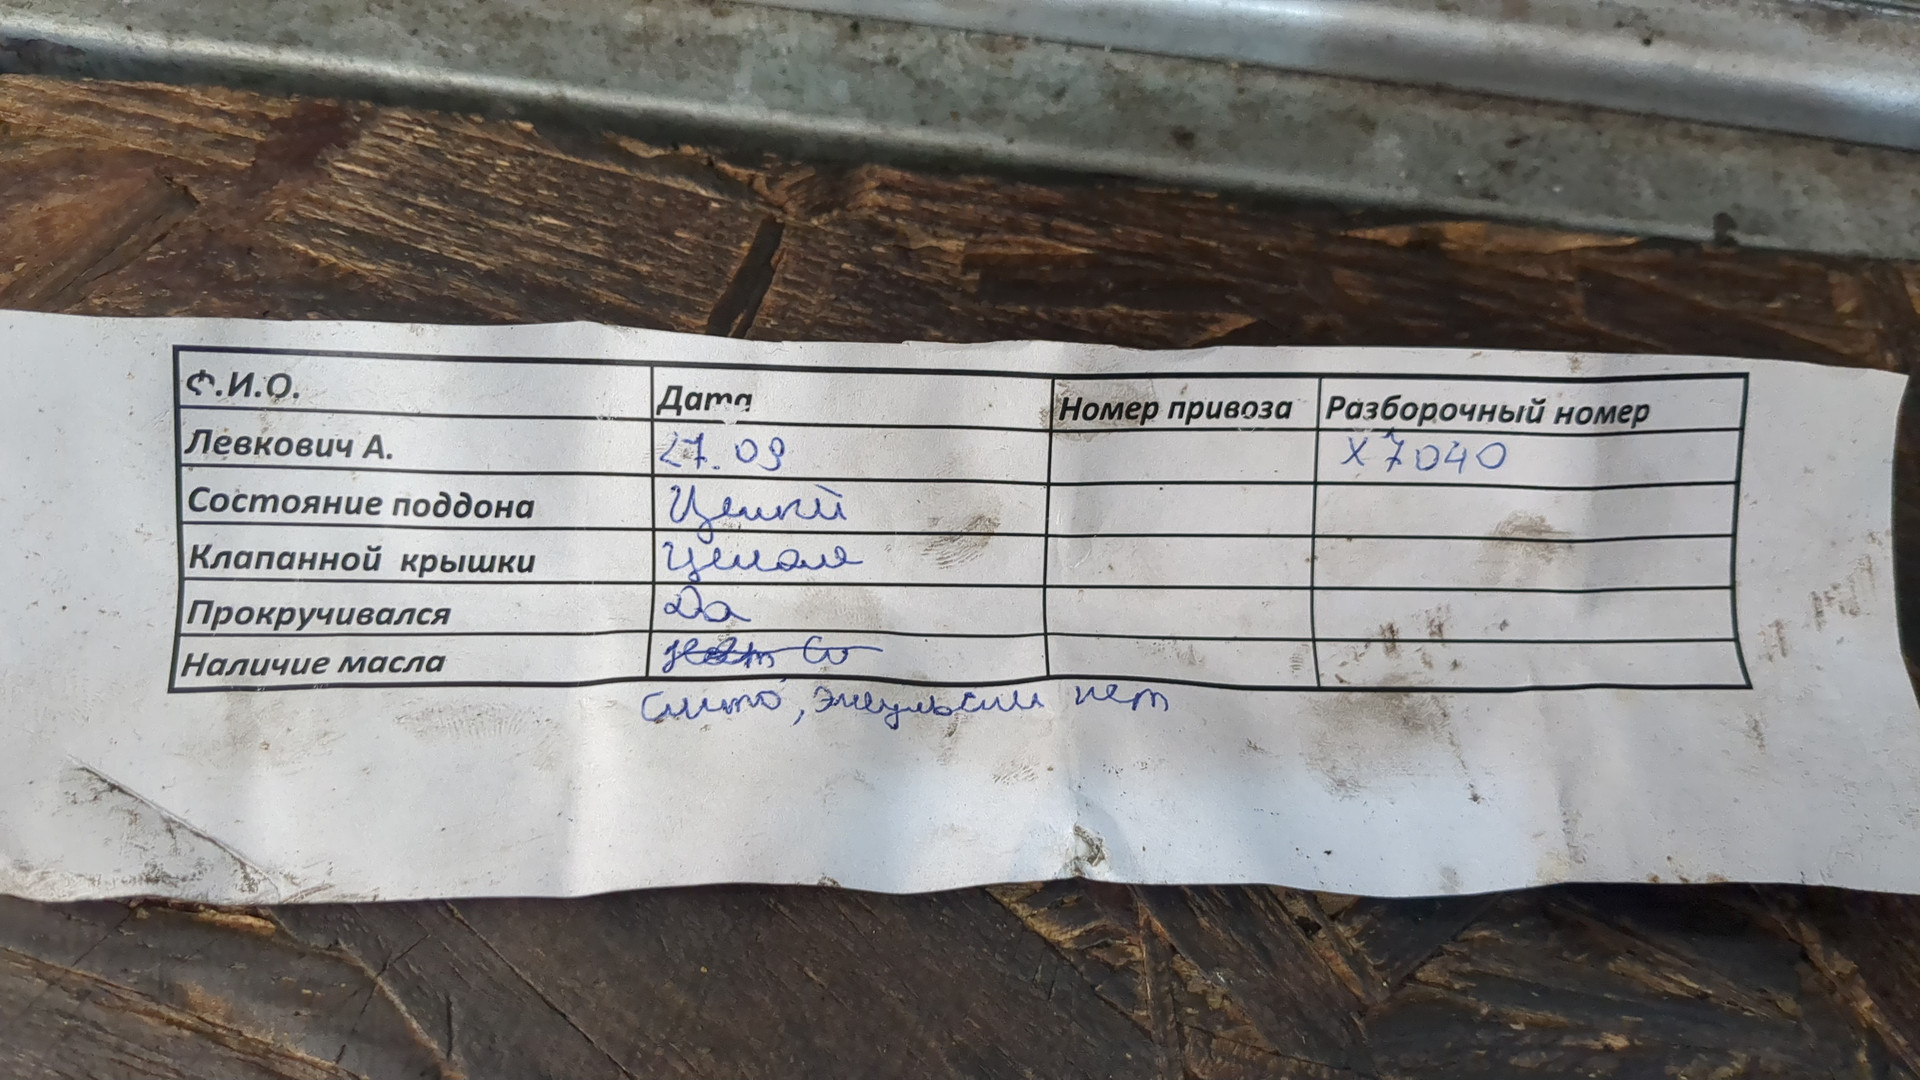 Ф.И.О. Дата Номер привоза Разборочный номер
Левкович А. 27.09 X7040
Состояние поддона Целый
Клапанной крышки Целая
Прокручивался Да
Наличие масла
Слито, Эмульсии нет